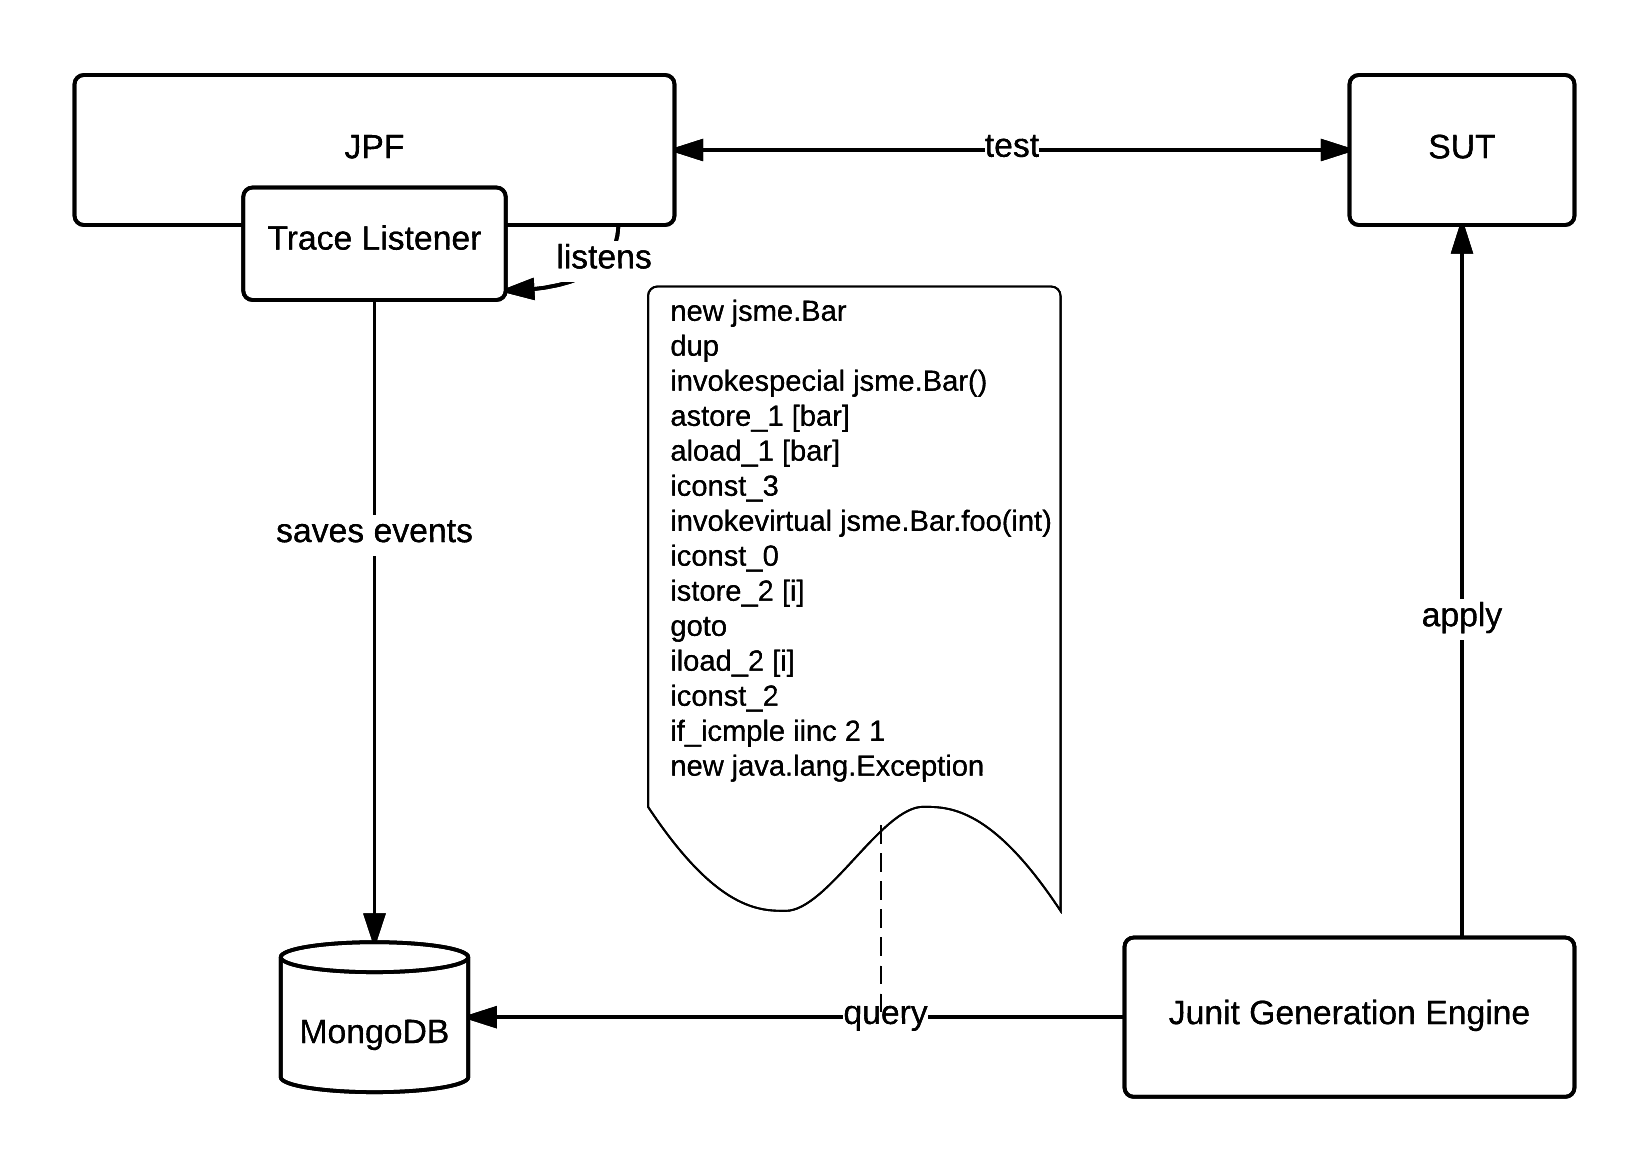 JPF
test
SUT
Trace Listener
listens
new jsme.Bar
dup
invokespecial jsme.Bar()
astore_1 [bar]
aload_1 [bar]
iconst_3
invokevirtual jsme.Bar.foo(int)
iconst_0
istore_2 [i]
goto
iload_2 [i]
iconst_2
if_icmple iinc 2 1
new java.lang.Exception
saves events
apply
MongoDB
query
Junit Generation Engine